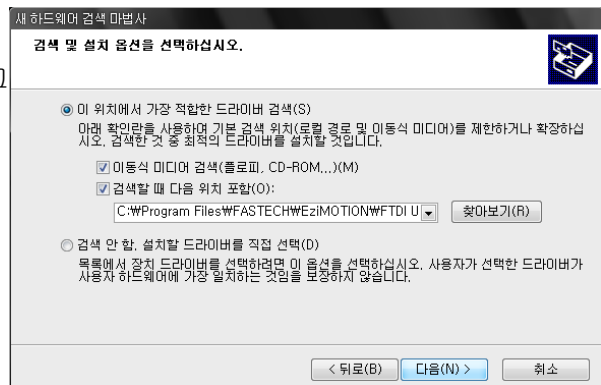 새 하드웨어 검색 마법사
검색 및 설치 옵션을 선택하십시오.
이 위치에서 가장 적합한 드라이버 검색(S)
아래 확인란을 사용하여 기본 검색 위치(로컬 경로 및 이동식 미디어)를 제한하거나 확장하십
시오. 검색한 것 중 최적의 드라이버를 설치할 것입니다.
이동식 미디어 검색(플로피, CD-ROM...)(M)
검색할 때 다음 위치 포함(O):
C:₩Program Files₩FASTECH₩EziMOTION₩FTDI U
찾아보기(R)
검색 안 함. 설치할 드라이버를 직접 선택(D)
목록에서 장치 드라이버를 선택하려면 이 옵션을 선택하십시오. 사용자가 선택한 드라이버가
사용자 하드웨어에 가장 일치하는 것임을 보장하지 않습니다.
< 뒤로(B) 다음(N) > 취소